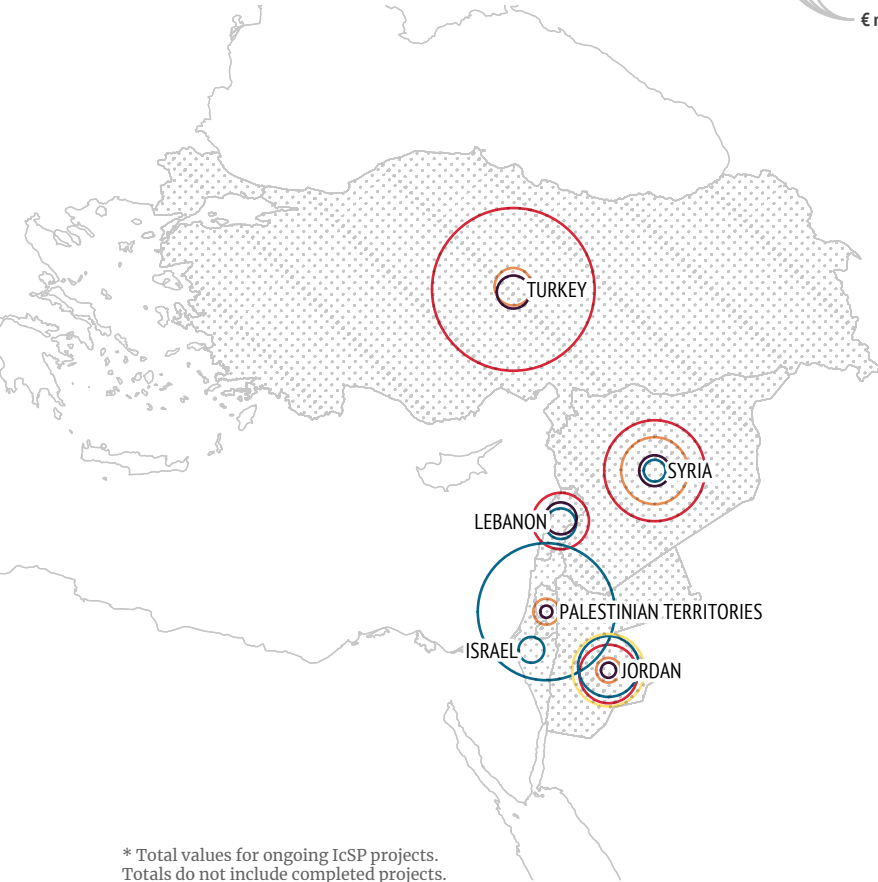 € 
TURKEY
SYRIA
LEBANON
PALESTINIAN TERRITORIES
ISRAEL
JORDAN
* Total values for ongoing IcSP projects.
Totals do not include completed projects.